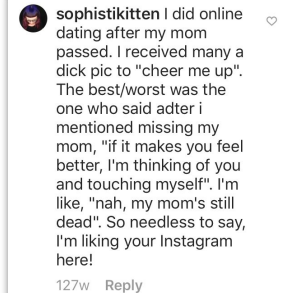 sophistikitten I did online
dating after my mom
passed. I received many a
dick pic to "cheer me up".
The best/worst was the
one who said adter i
mentioned missing my
mom, "if it makes you feel
better, I'm thinking of you
and touching myself". I'm
like, "nah, my mom's still
dead". So needless to say,
I'm liking your Instagram
here!
127w Reply